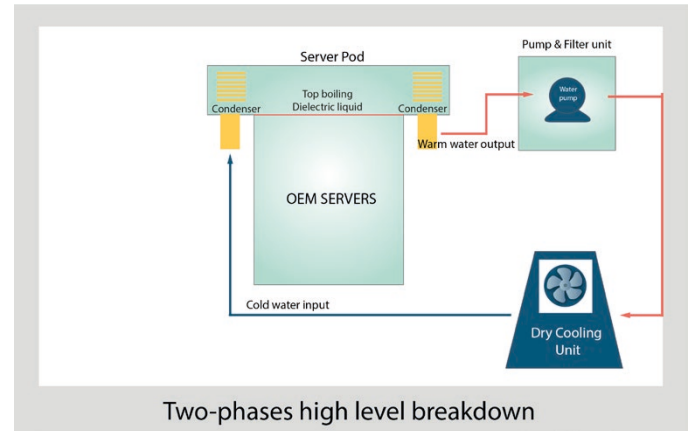 Server Pod
Pump & Filter unit
Condenser
Top boiling
Dielectric liquid
Condenser
Water
pump
Warm water output
OEM SERVERS
Cold water input
Dry Cooling
Unit
Two-phases high level breakdown